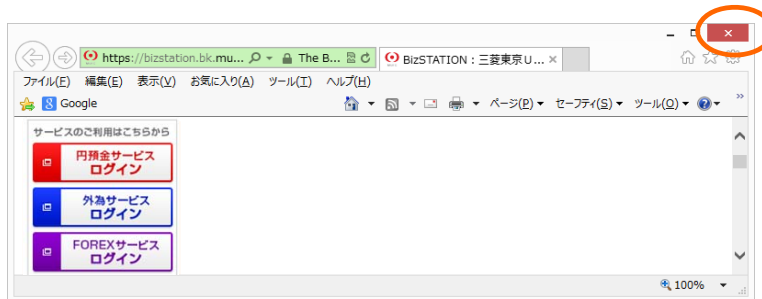 https://bizstation.bk.mu... The B... BizSTATION : 三菱東京U...
ファイル(F) 編集(E) 表示(V) お気に入り(A) ツール(T) ヘルプ(H)
Google ページ(P) セーフティ(S) ツール(O)
サービスのご利用はこちらから
円預金サービス
ログイン
外為サービス
ログイン
FOREXサービス
ログイン
100%